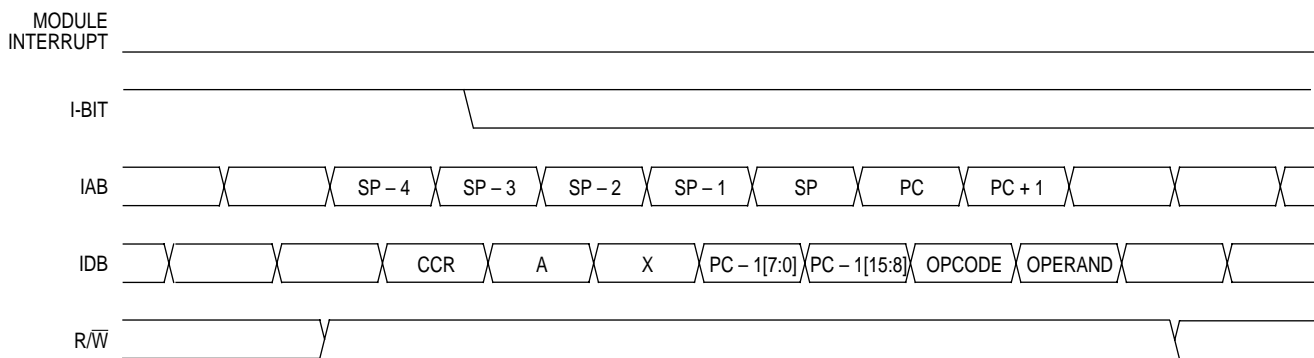 MODULE
INTERRUPT
I-BIT
IAB SP – 4 SP – 3 SP – 2 SP – 1 SP PC PC + 1
IDB CCR A X PC – 1[7:0] PC – 1[15:8] OPCODE OPERAND
R/W̅